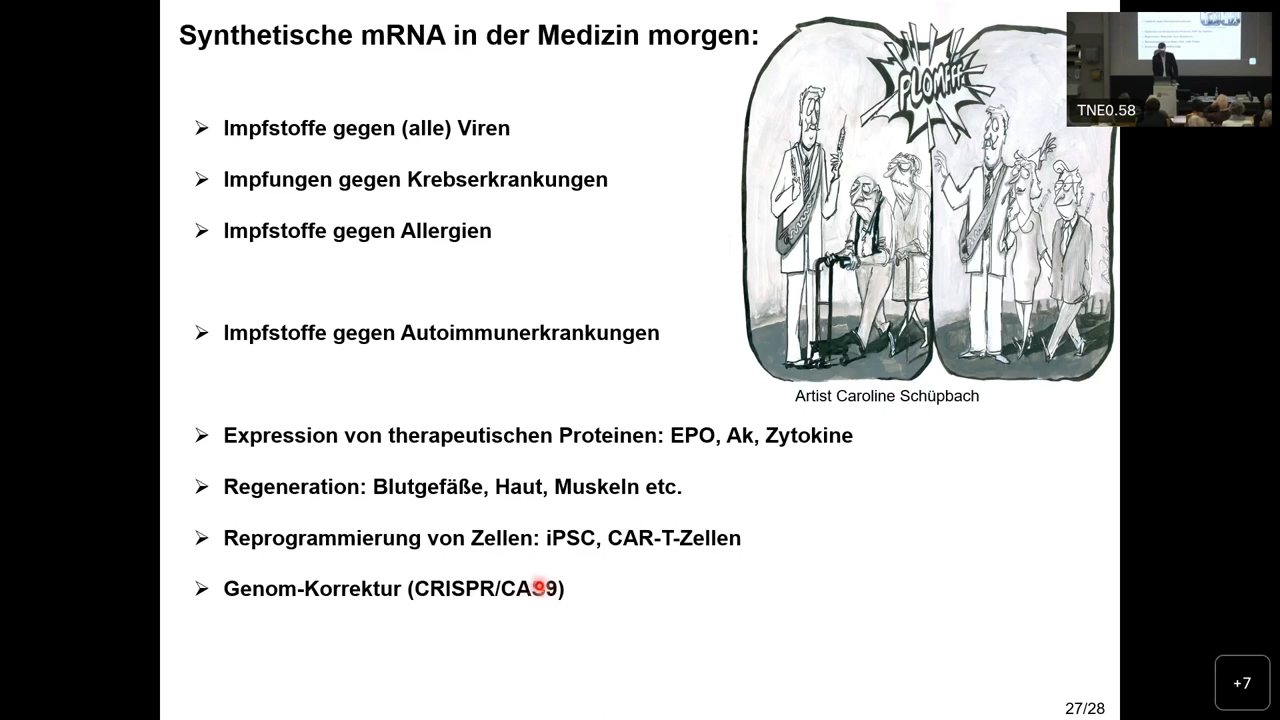 Synthetische mRNA in der Medizin morgen:
PLOMFFF
TNE0.58
➢ Impfstoffe gegen (alle) Viren
➢ Impfungen gegen Krebserkrankungen
➢ Impfstoffe gegen Allergien
➢ Impfstoffe gegen Autoimmunerkrankungen
Artist Caroline Schüpbach
➢ Expression von therapeutischen Proteinen: EPO, Ak, Zytokine
➢ Regeneration: Blutgefäße, Haut, Muskeln etc.
➢ Reprogrammierung von Zellen: iPSC, CAR-T-Zellen
➢ Genom-Korrektur (CRISPR/CAS9)
+7
27/28